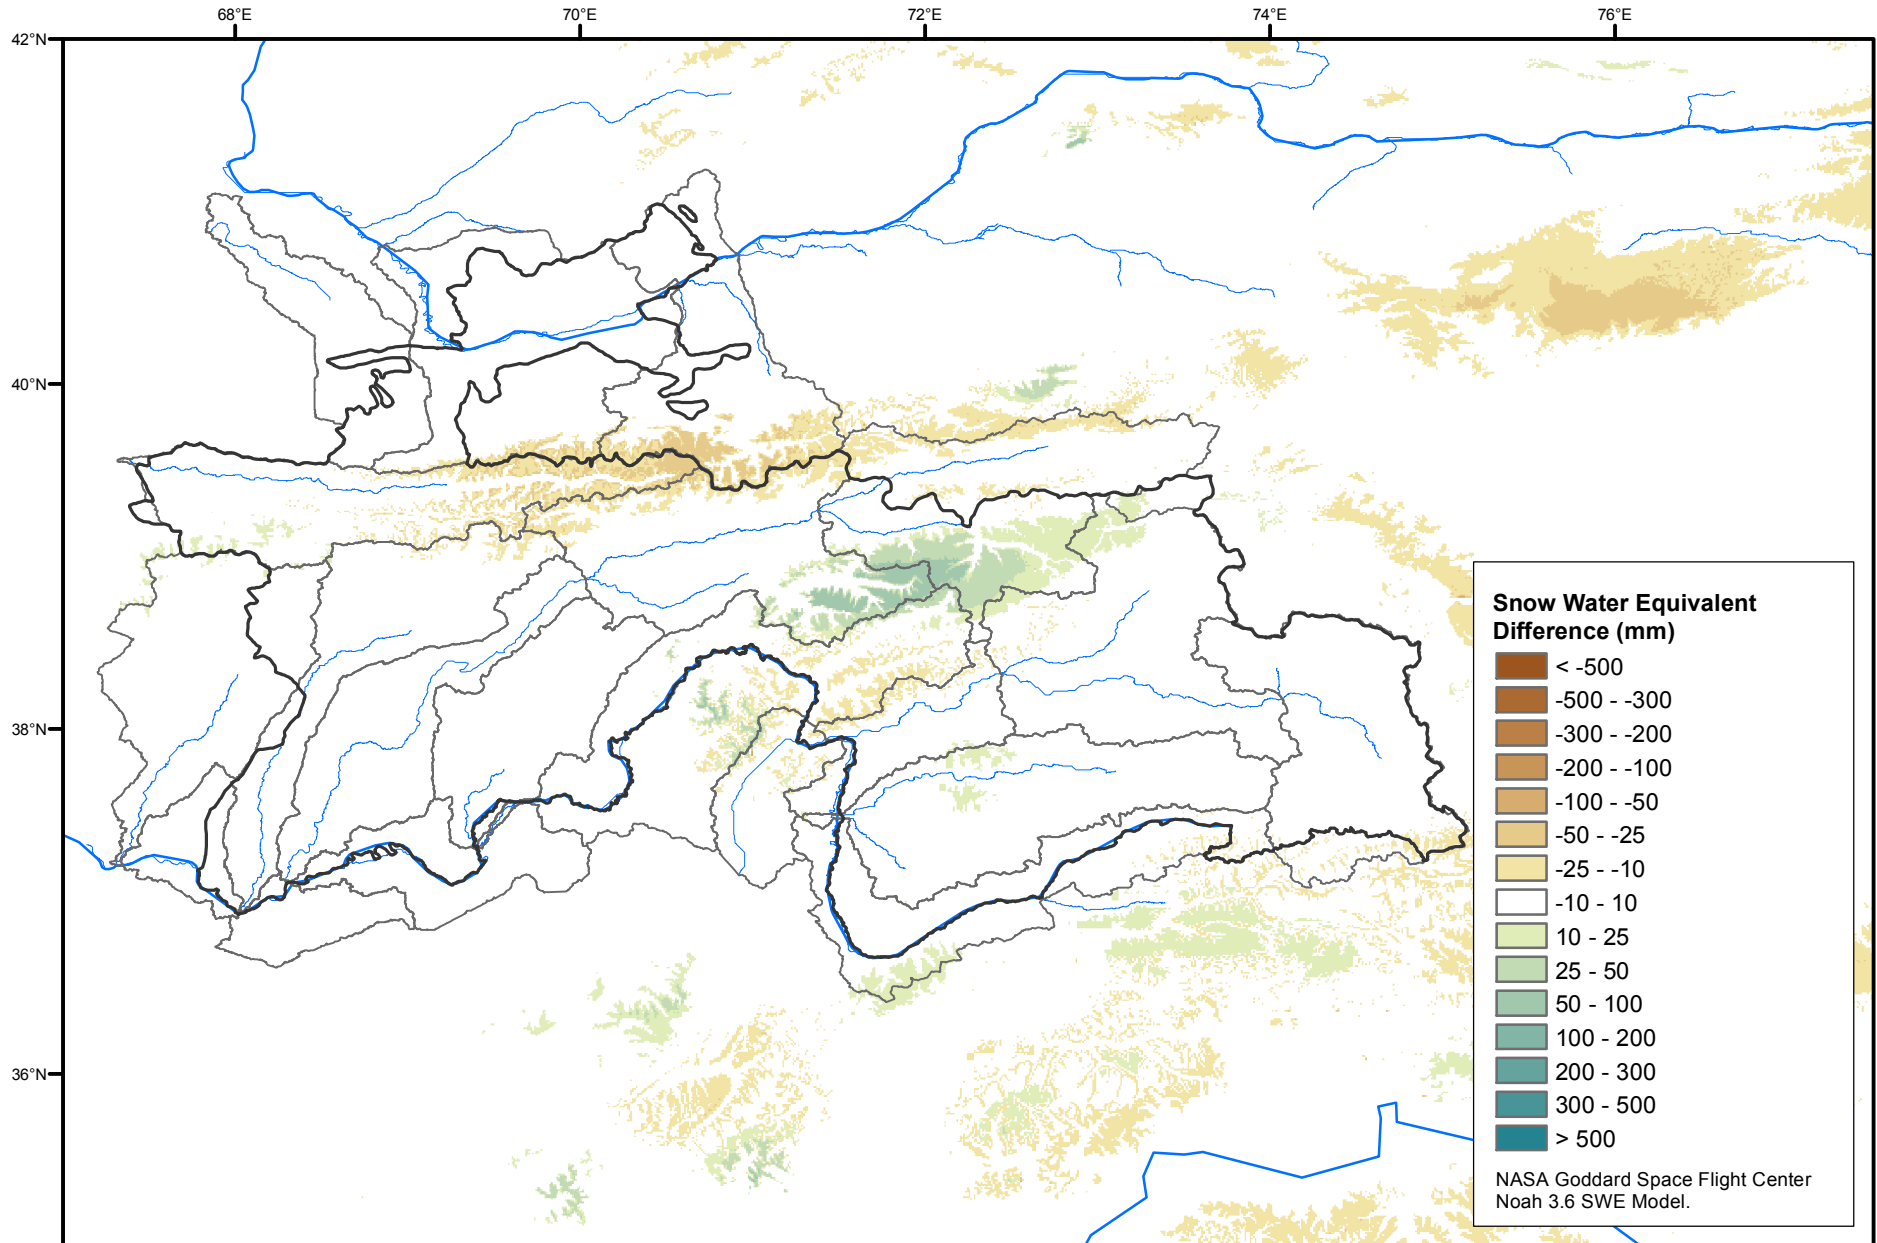 68°E 70°E 72°E 74°E 76°E
42°N
40°N
38°N
36°N
Snow Water Equivalent
Difference (mm)
< -500
-500 - -300
-300 - -200
-200 - -100
-100 - -50
-50 - -25
-25 - -10
-10 - 10
10 - 25
25 - 50
50 - 100
100 - 200
200 - 300
300 - 500
> 500
NASA Goddard Space Flight Center
Noah 3.6 SWE Model.